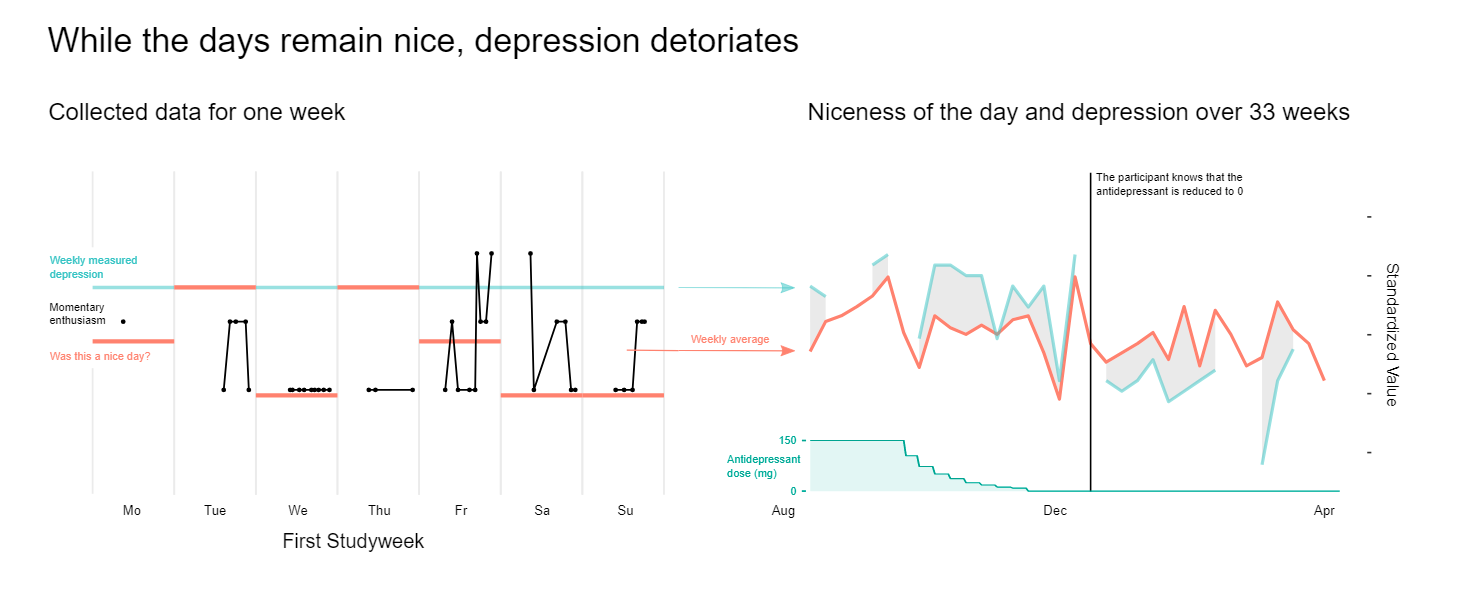 While the days remain nice, depression detoriates
Collected data for one week
Niceness of the day and depression over 33 weeks
The participant knows that the
antidepressant is reduced to 0
Weekly measured
depression
Momentary
enthusiasm
Was this a nice day?
Weekly average
Standardized Value
150
Antidepressant
dose (mg)
0
Mo Tue We Thu Fr Sa Su
Aug Dec Apr
First Studyweek